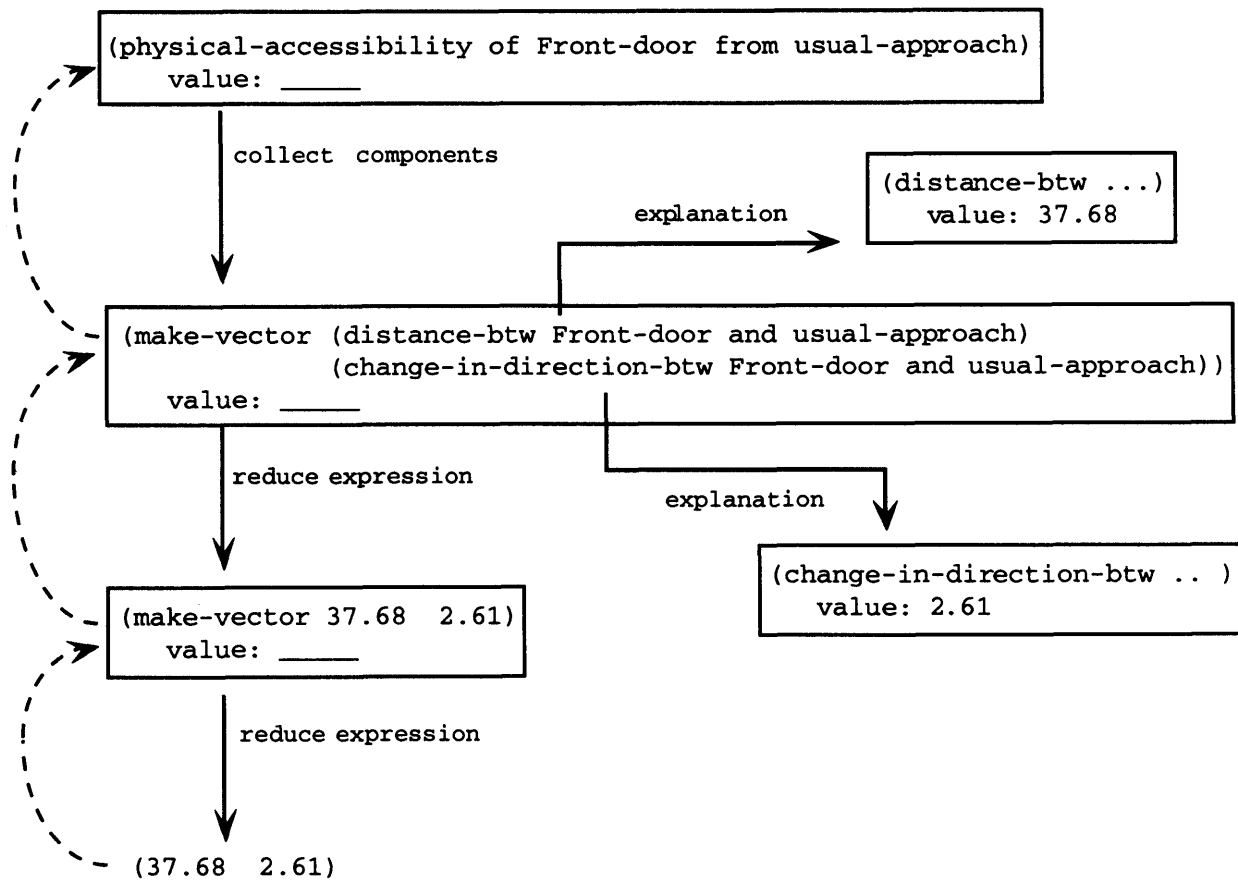 (physical-accessibility of Front-door from usual-approach)
value: _____
collect components
(distance-btw ...)
value: 37.68
explanation
(make-vector (distance-btw Front-door and usual-approach)
(change-in-direction-btw Front-door and usual-approach))
value: _____
reduce expression
explanation
(change-in-direction-btw .. )
value: 2.61
(make-vector 37.68 2.61)
value: _____
reduce expression
(37.68 2.61)